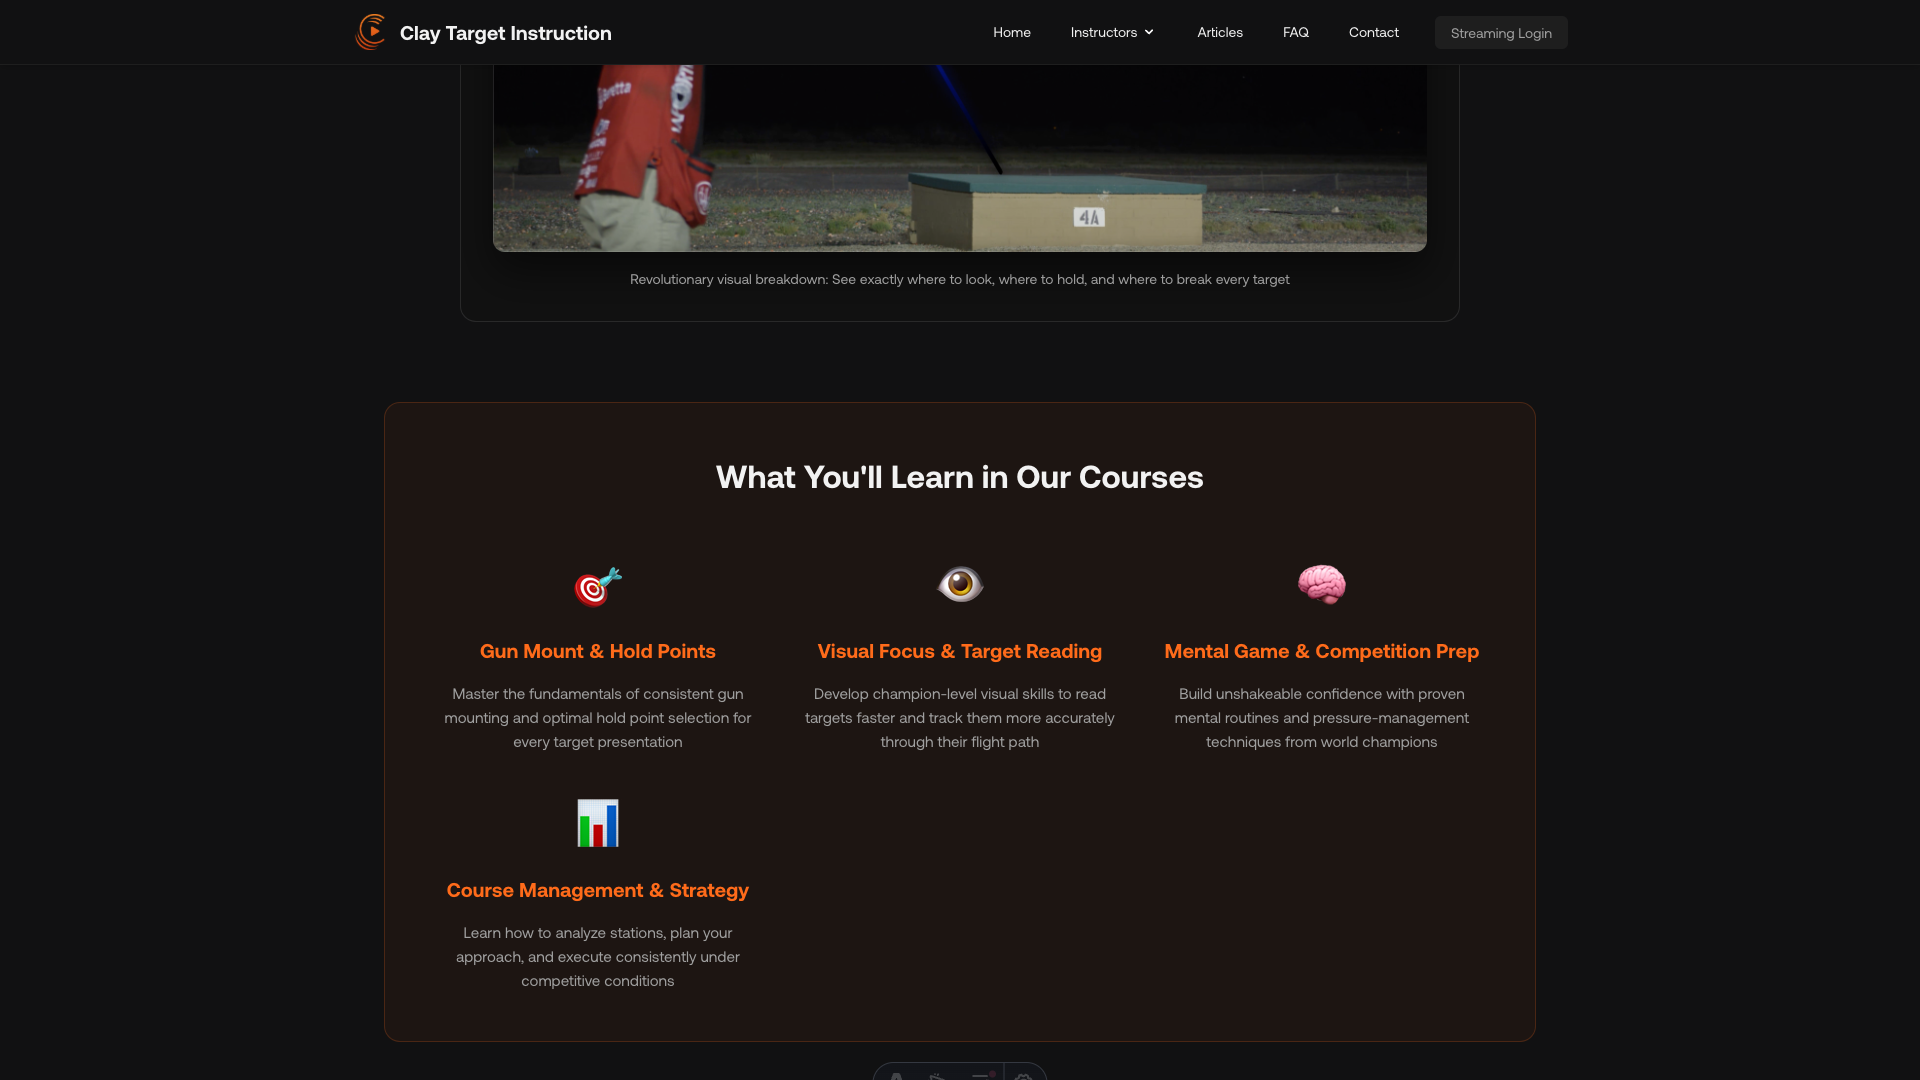 Clay Target Instruction
Home
Instructors
Articles
FAQ
Contact
Streaming Login
4A
Revolutionary visual breakdown: See exactly where to look, where to hold, and where to break every target
What You'll Learn in Our Courses
Gun Mount & Hold Points
Master the fundamentals of consistent gun
mounting and optimal hold point selection for
every target presentation
Visual Focus & Target Reading
Develop champion-level visual skills to read
targets faster and track them more accurately
through their flight path
Mental Game & Competition Prep
Build unshakeable confidence with proven
mental routines and pressure-management
techniques from world champions
Course Management & Strategy
Learn how to analyze stations, plan your
approach, and execute consistently under
competitive conditions